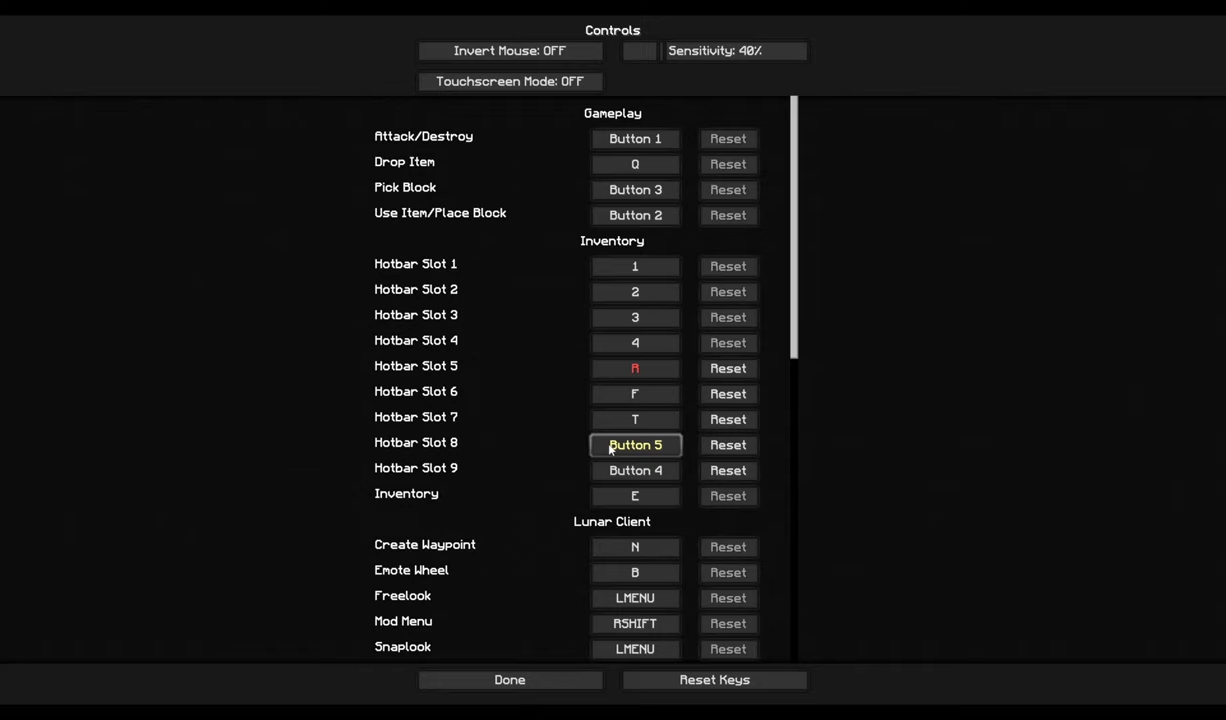 Controls
Invert Mouse: OFF Sensitivity: 40%
Touchscreen Mode: OFF
Gameplay
Attack/Destroy Button 1 Reset
Drop Item Q Reset
Pick Block Button 3 Reset
Use Item/Place Block Button 2 Reset
Inventory
Hotbar Slot 1 1 Reset
Hotbar Slot 2 2 Reset
Hotbar Slot 3 3 Reset
Hotbar Slot 4 4 Reset
Hotbar Slot 5 R Reset
Hotbar Slot 6 F Reset
Hotbar Slot 7 T Reset
Hotbar Slot 8 Button 5 Reset
Hotbar Slot 9 Button 4 Reset
Inventory E Reset
Lunar Client
Create Waypoint N Reset
Emote Wheel B Reset
Freelook LMENU Reset
Mod Menu RSHIFT Reset
Snaplook LMENU Reset
Done Reset Keys